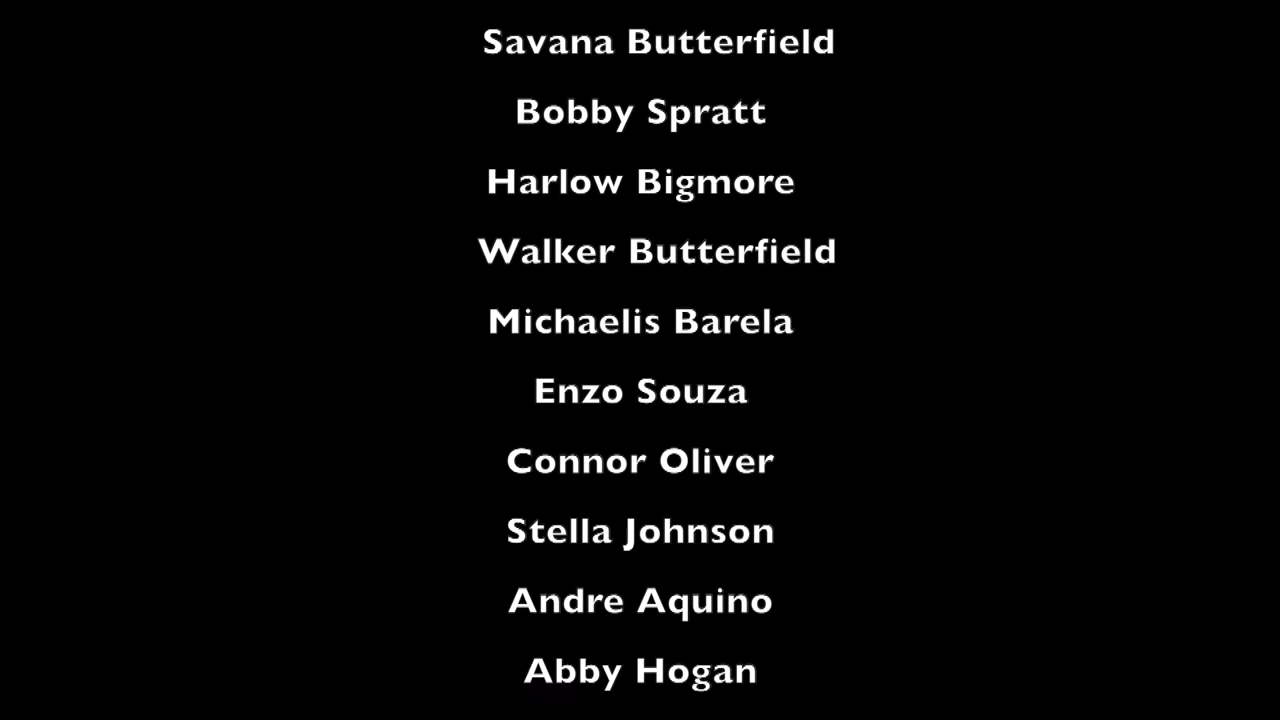 Savana Butterfield
Bobby Spratt
Harlow Bigmore
Walker Butterfield
Michaelis Barela
Enzo Souza
Connor Oliver
Stella Johnson
Andre Aquino
Abby Hogan